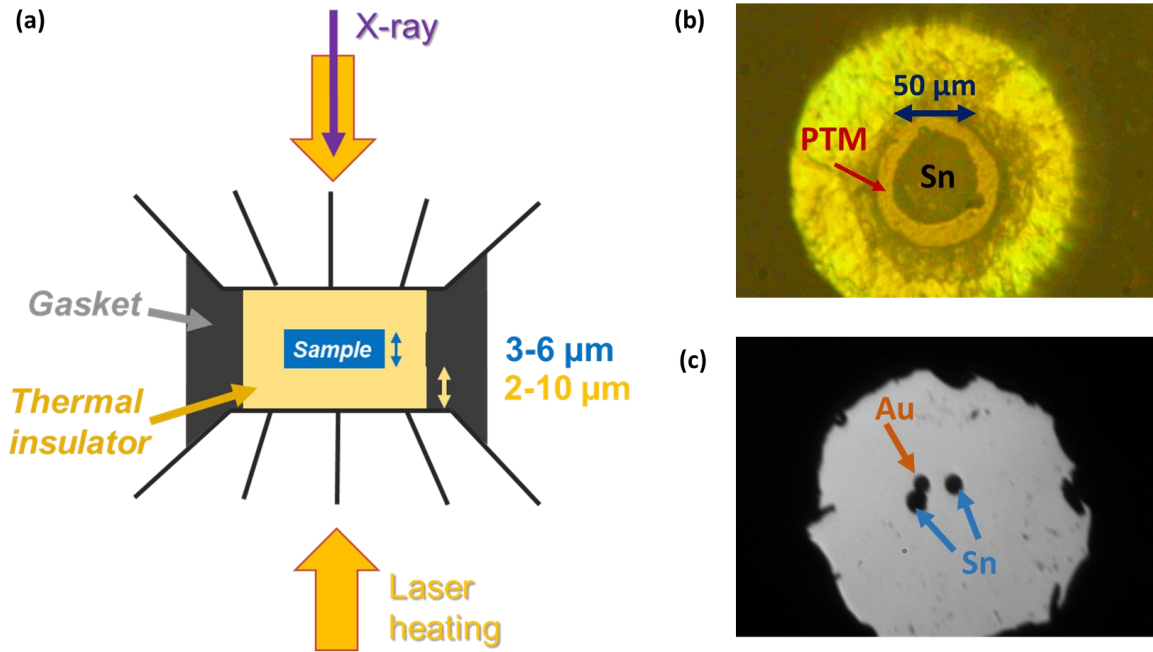 (a)
X-ray
Gasket
Sample
3-6 µm
2-10 µm
Thermal
insulator
Laser
heating
(b)
50 µm
PTM
Sn
(c)
Au
Sn